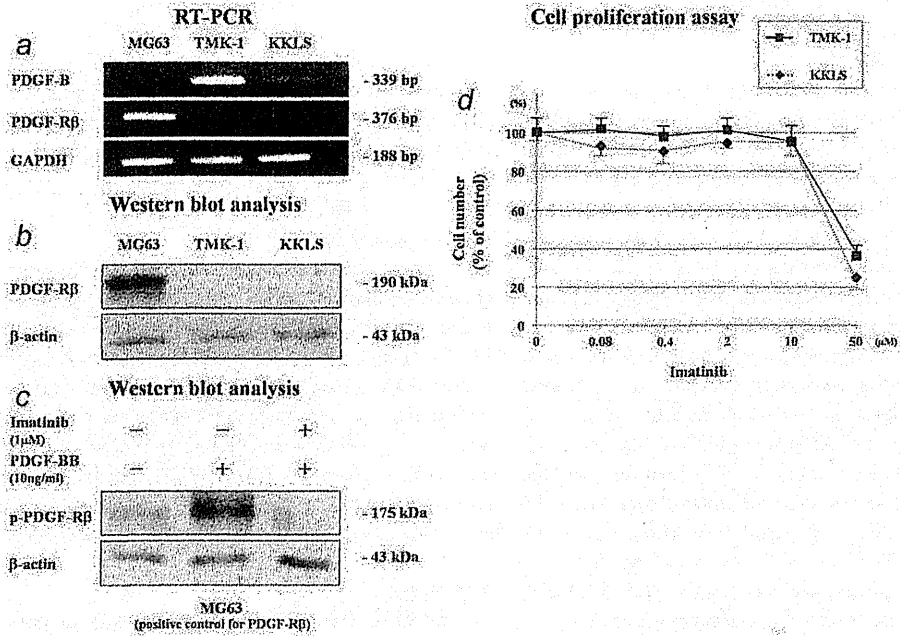 RT-PCR
a
MG63 TMK-1 KKLS
PDGF-B - 339 bp
PDGF-Rβ - 376 bp
GAPDH - 188 bp
Western blot analysis
b
MG63 TMK-1 KKLS
PDGF-Rβ - 190 kDa
β-actin - 43 kDa
Western blot analysis
c
Imatinib (1μM) − − +
PDGF-BB (10ng/ml) − + +
p-PDGF-Rβ - 175 kDa
β-actin - 43 kDa
MG63
(positive control for PDGF-Rβ)
Cell proliferation assay
TMK-1
KKLS
d
(%)
100
80
60
40
20
0
Cell number
(% of control)
0 0.08 0.4 2 10 50 (μM)
Imatinib